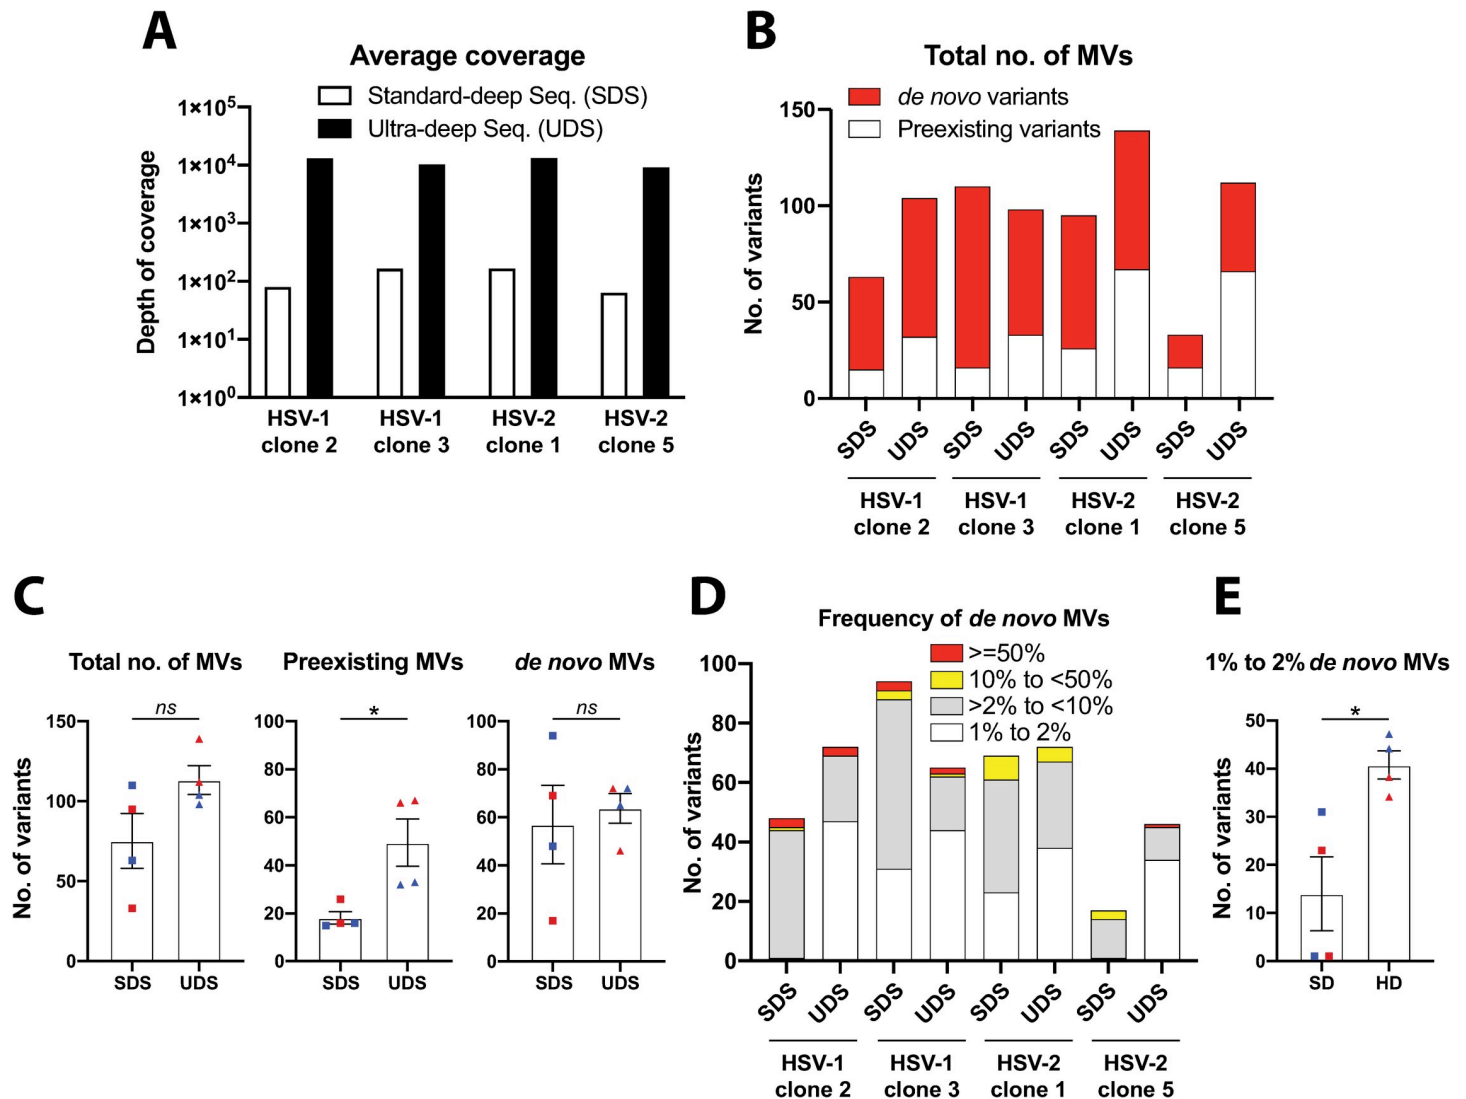 A
Average coverage
Standard-deep Seq. (SDS)
Ultra-deep Seq. (UDS)
Depth of coverage
1×10⁵
1×10⁴
1×10³
1×10²
1×10¹
1×10⁰
HSV-1 clone 2
HSV-1 clone 3
HSV-2 clone 1
HSV-2 clone 5
B
Total no. of MVs
de novo variants
Preexisting variants
No. of variants
150
100
50
0
SDS
UDS
SDS
UDS
SDS
UDS
SDS
UDS
HSV-1 clone 2
HSV-1 clone 3
HSV-2 clone 1
HSV-2 clone 5
C
Total no. of MVs
No. of variants
150
100
50
0
ns
SDS
UDS
Preexisting MVs
100
80
60
40
20
0
*
SDS
UDS
de novo MVs
100
80
60
40
20
0
ns
SDS
UDS
D
Frequency of de novo MVs
>=50%
10% to <50%
>2% to <10%
1% to 2%
No. of variants
100
80
60
40
20
0
SDS
UDS
SDS
UDS
SDS
UDS
SDS
UDS
HSV-1 clone 2
HSV-1 clone 3
HSV-2 clone 1
HSV-2 clone 5
E
1% to 2% de novo MVs
No. of variants
50
40
30
20
10
0
*
SD
HD